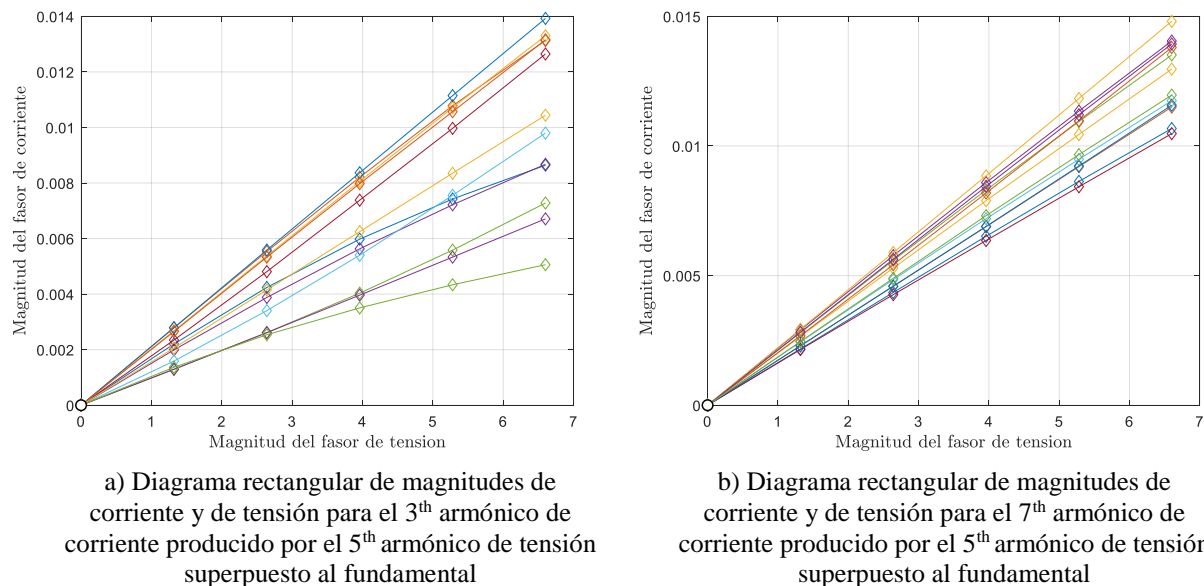 0.014
0.012
0.01
0.008
0.006
0.004
0.002
0
Magnitud del fasor de corriente
0 1 2 3 4 5 6 7
Magnitud del fasor de tension
a) Diagrama rectangular de magnitudes de
corriente y de tensión para el 3th armónico de
corriente producido por el 5th armónico de tensión
superpuesto al fundamental
0.015
0.01
0.005
0
Magnitud del fasor de corriente
0 1 2 3 4 5 6 7
Magnitud del fasor de tension
b) Diagrama rectangular de magnitudes de
corriente y de tensión para el 7th armónico de
corriente producido por el 5th armónico de tensión
superpuesto al fundamental